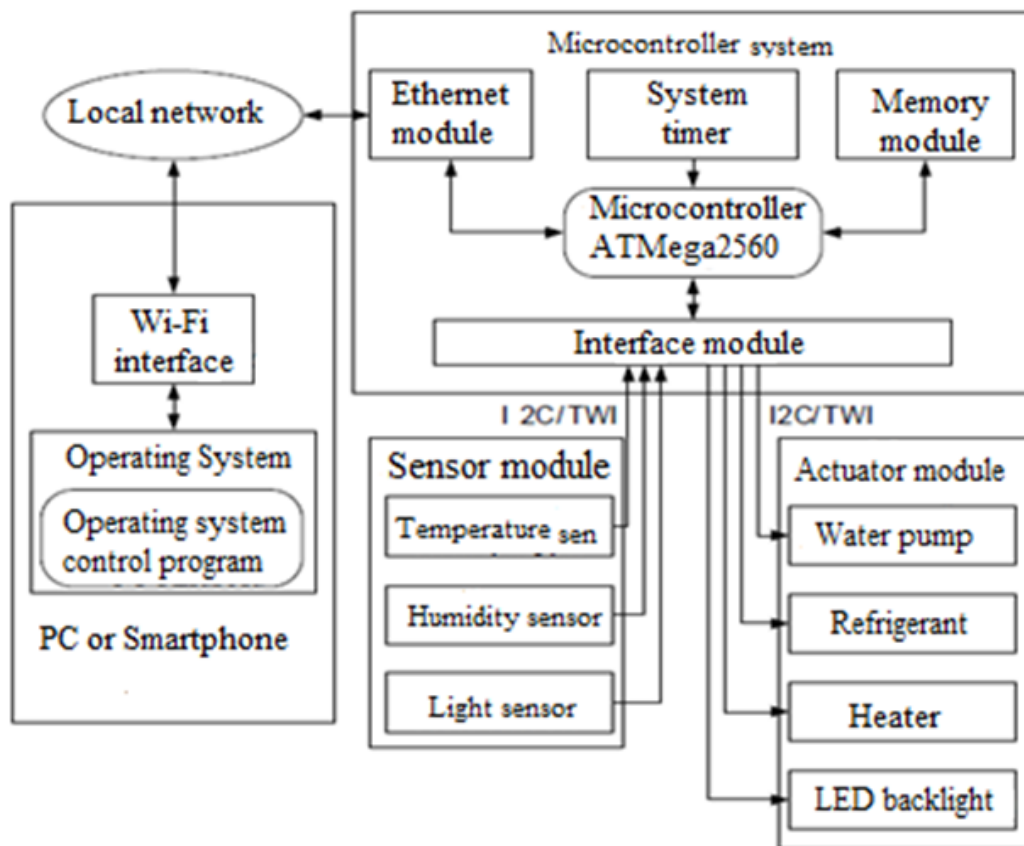 Microcontroller system
Local network
Ethernet
module
System
timer
Memory
module
Microcontroller
ATMega2560
Interface module
Wi-Fi
interface
Operating System
Operating system
control program
PC or Smartphone
I 2C/TWI
Sensor module
Temperature sen
Humidity sensor
Light sensor
I2C/TWI
Actuator module
Water pump
Refrigerant
Heater
LED backlight